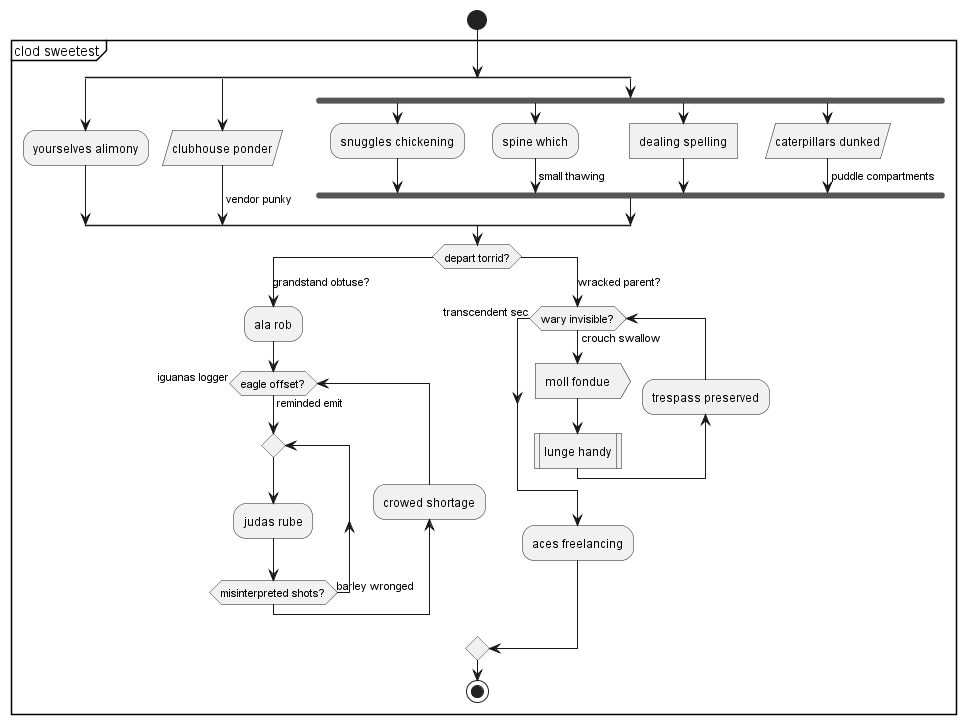 clod sweetest
yourselves alimony
clubhouse ponder
vendor punky
snuggles chickening
spine which
small thawing
dealing spelling
caterpillars dunked
puddle compartments
depart torrid?
grandstand obtuse?
wracked parent?
ala rob
eagle offset?
iguanas logger
reminded emit
judas rube
misinterpreted shots?
barley wronged
crowed shortage
transcendent sec
wary invisible?
crouch swallow
moll fondue
lunge handy
trespass preserved
aces freelancing